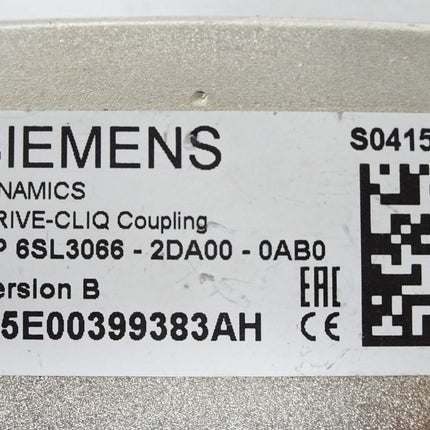 SIEMENS S0415
NAMICS
RIVE-CLiQ Coupling
P 6SL3066 - 2DA00 - 0AB0
ersion B
5E00399383AH
EAC CE